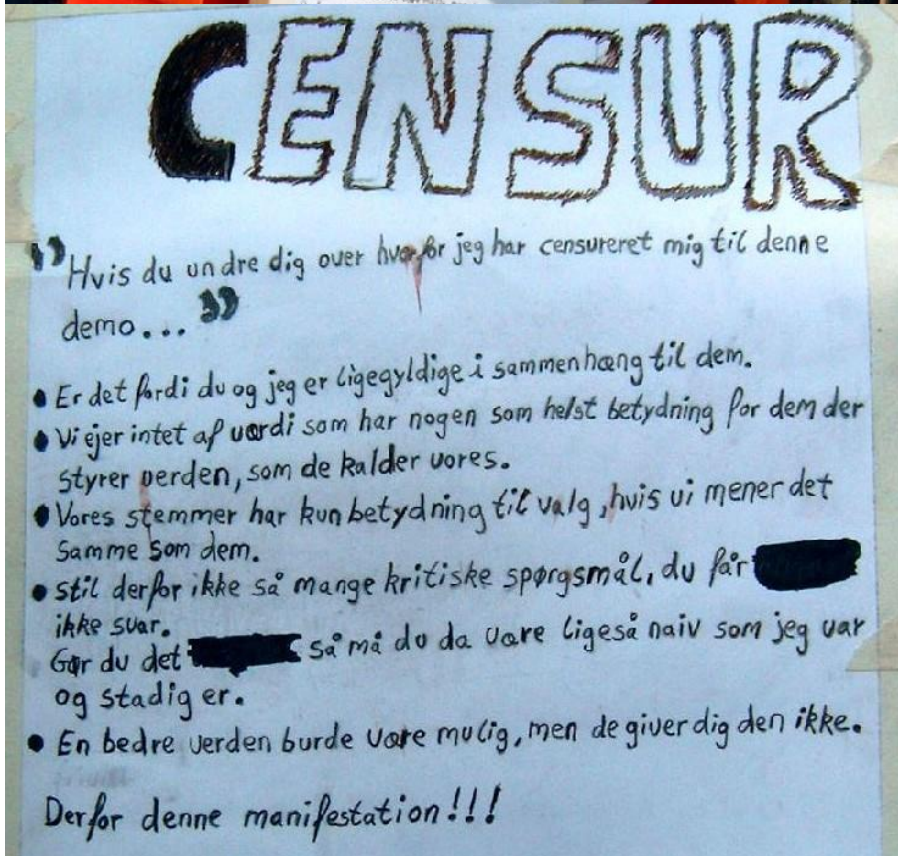 CENSUR
"Hvis du undre dig over hvorfor jeg har censureret mig til denne
demo... "
• Er det fordi du og jeg er ligegyldige i sammenhæng til dem.
• Vi ejer intet af værdi som har nogen som helst betydning for dem der
styrer verden, som de kalder vores.
• Vores stemmer har kun betydning til valg, hvis vi mener det
samme som dem.
• Stil derfor ikke så mange kritiske spørgsmål, du får
ikke svar.
Gør du det så må du da være ligeså naiv som jeg var
og stadig er.
• En bedre verden burde være mulig, men de giver dig den ikke.
Derfor denne manifestation!!!